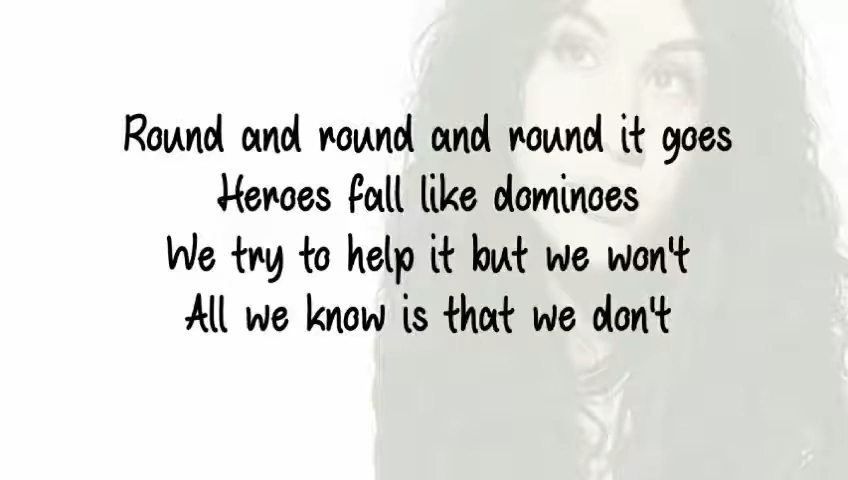 Round and round and round it goes
Heroes fall like dominoes
We try to help it but we won't
All we know is that we don't